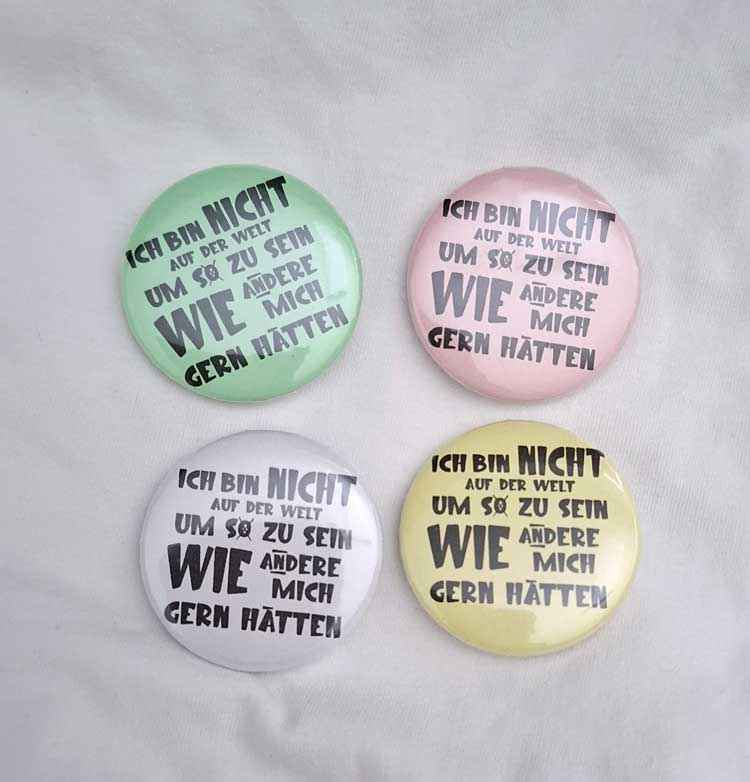 ICH BIN NICHT
AUF DER WELT
UM SO ZU SEIN
WIE ANDERE
MICH
GERN HÄTTEN
ICH BIN NICHT
AUF DER WELT
UM SO ZU SEIN
WIE ANDERE
MICH
GERN HÄTTEN
ICH BIN NICHT
AUF DER WELT
UM SO ZU SEIN
WIE ANDERE
MICH
GERN HÄTTEN
ICH BIN NICHT
AUF DER WELT
UM SO ZU SEIN
WIE ANDERE
MICH
GERN HÄTTEN